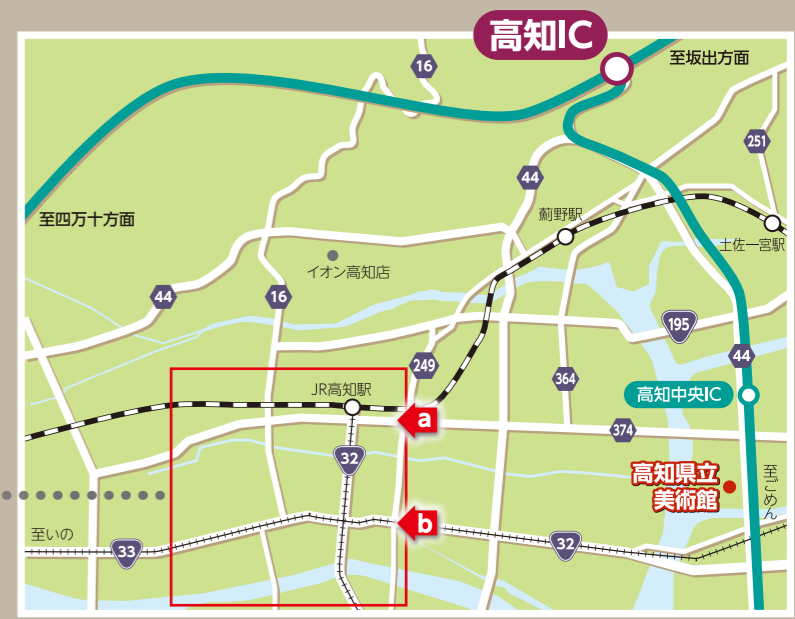 高知IC
至坂出方面
16
251
44
薊野駅
至四万十方面
土佐一宮駅
イオン高知店
44
16
195
249
44
364
JR高知駅
高知中央IC
a
374
32
高知県立
美術館
至ごめん
b
至いの
33
32